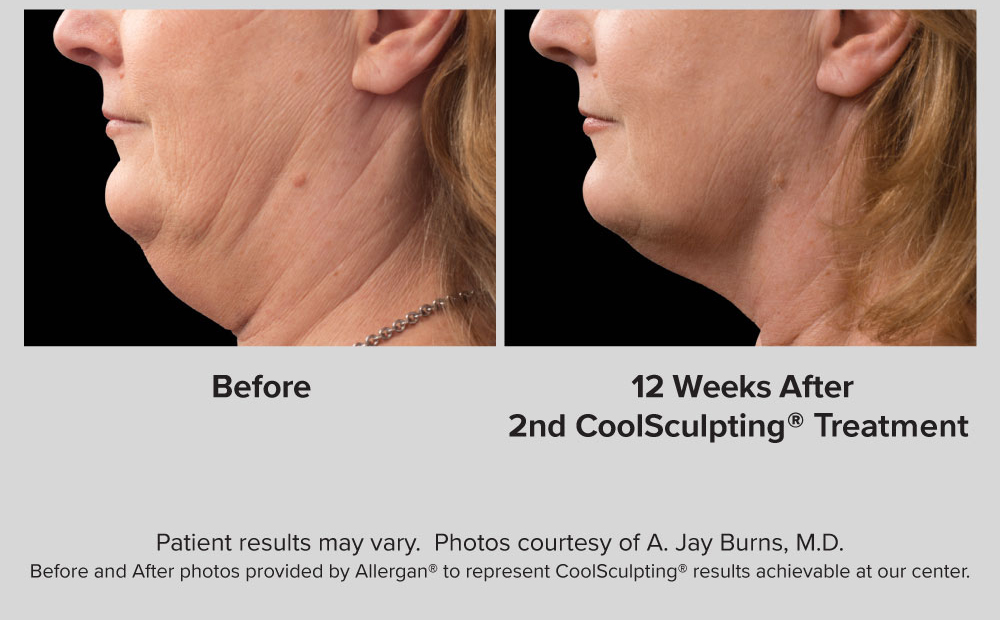 Before
12 Weeks After
2nd CoolSculpting® Treatment
Patient results may vary.  Photos courtesy of A. Jay Burns, M.D.
Before and After photos provided by Allergan® to represent CoolSculpting® results achievable at our center.